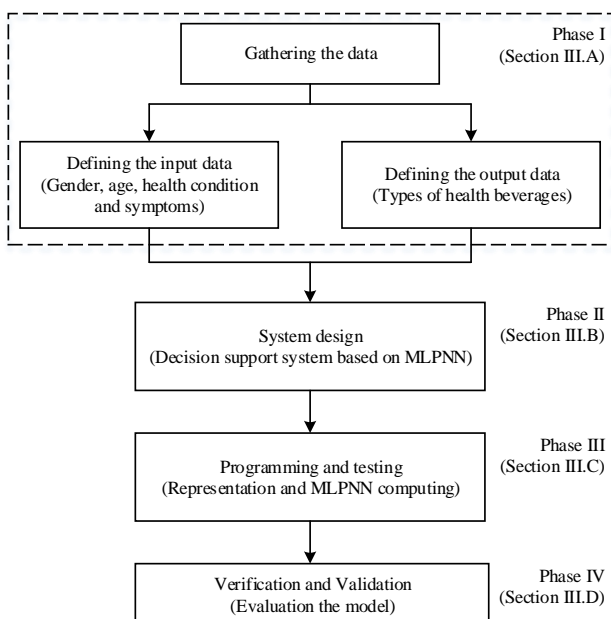 Phase I
(Section III.A)
Gathering the data
Defining the input data
(Gender, age, health condition
and symptoms)
Defining the output data
(Types of health beverages)
Phase II
(Section III.B)
System design
(Decision support system based on MLPNN)
Phase III
(Section III.C)
Programming and testing
(Representation and MLPNN computing)
Phase IV
(Section III.D)
Verification and Validation
(Evaluation the model)